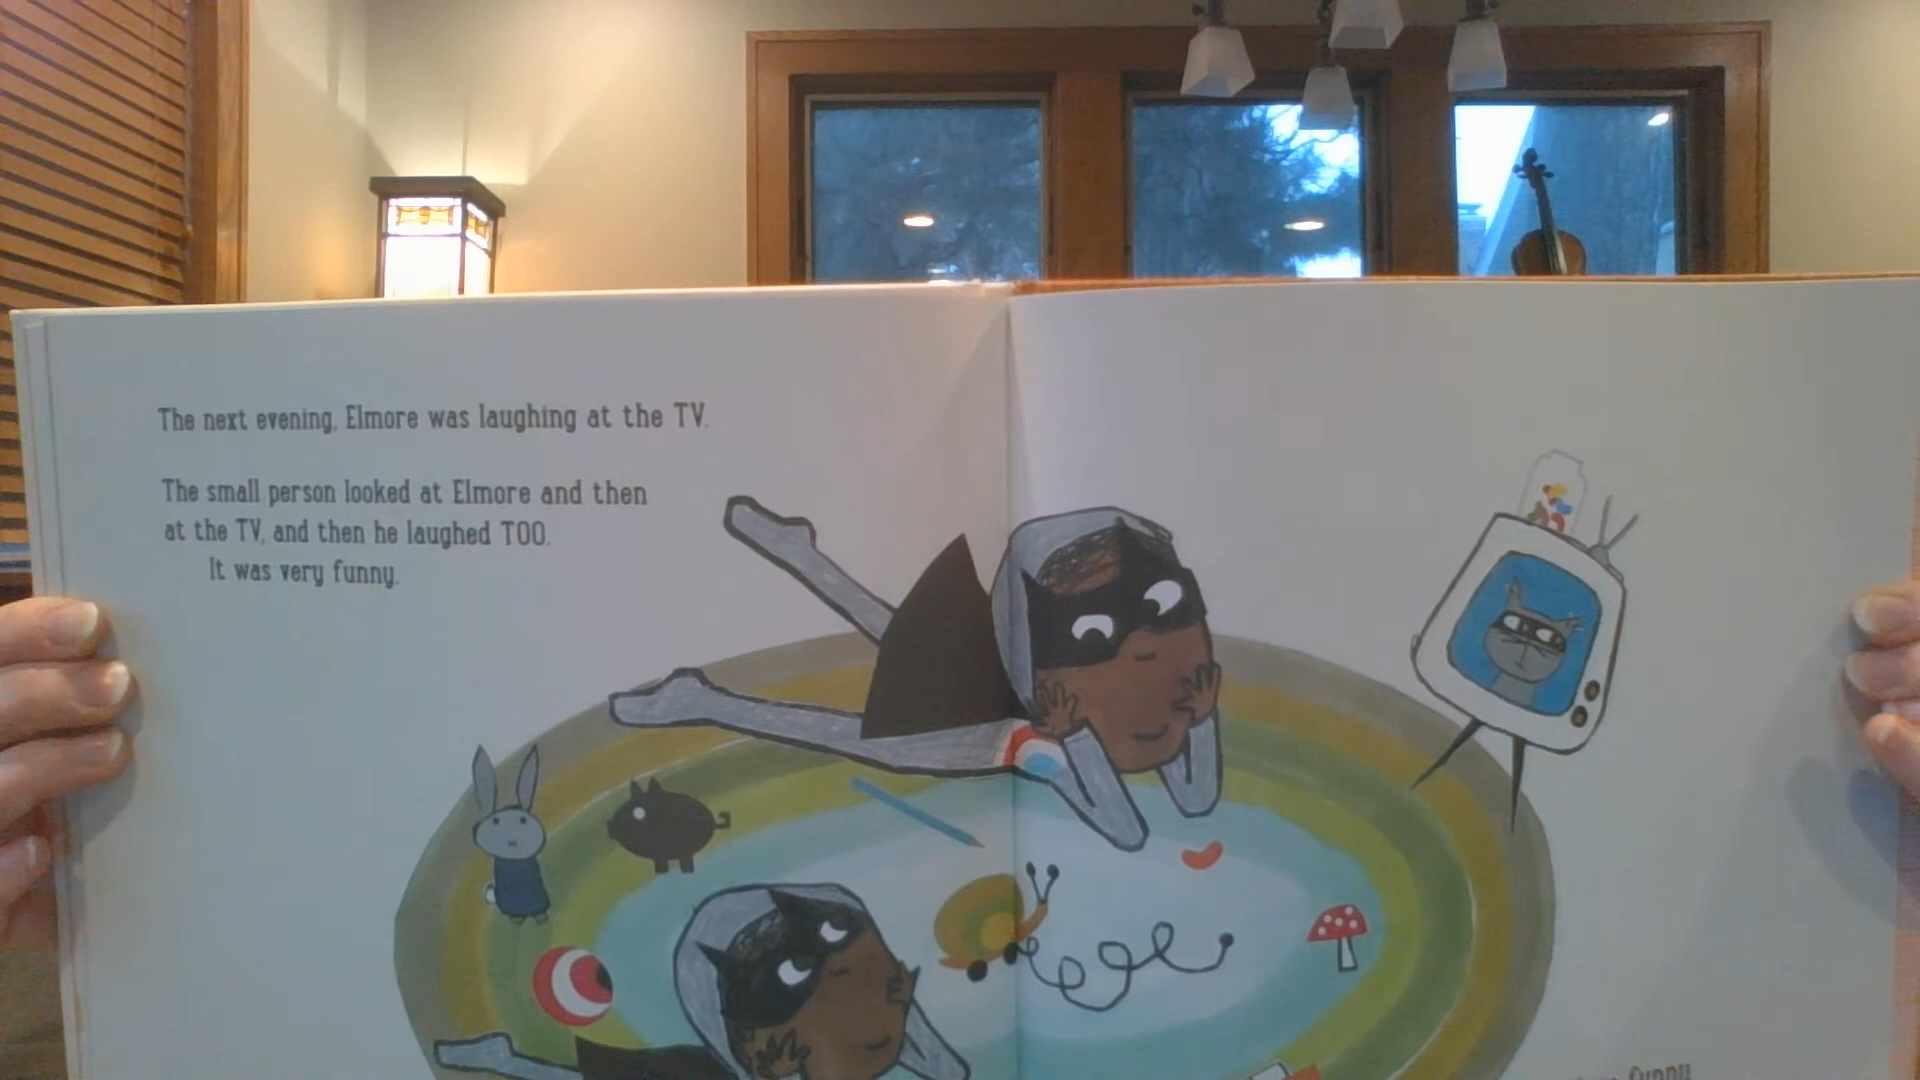 The next evening, Elmore was laughing at the TV.
The small person looked at Elmore and then
at the TV, and then he laughed TOO.
It was very funny.
funny